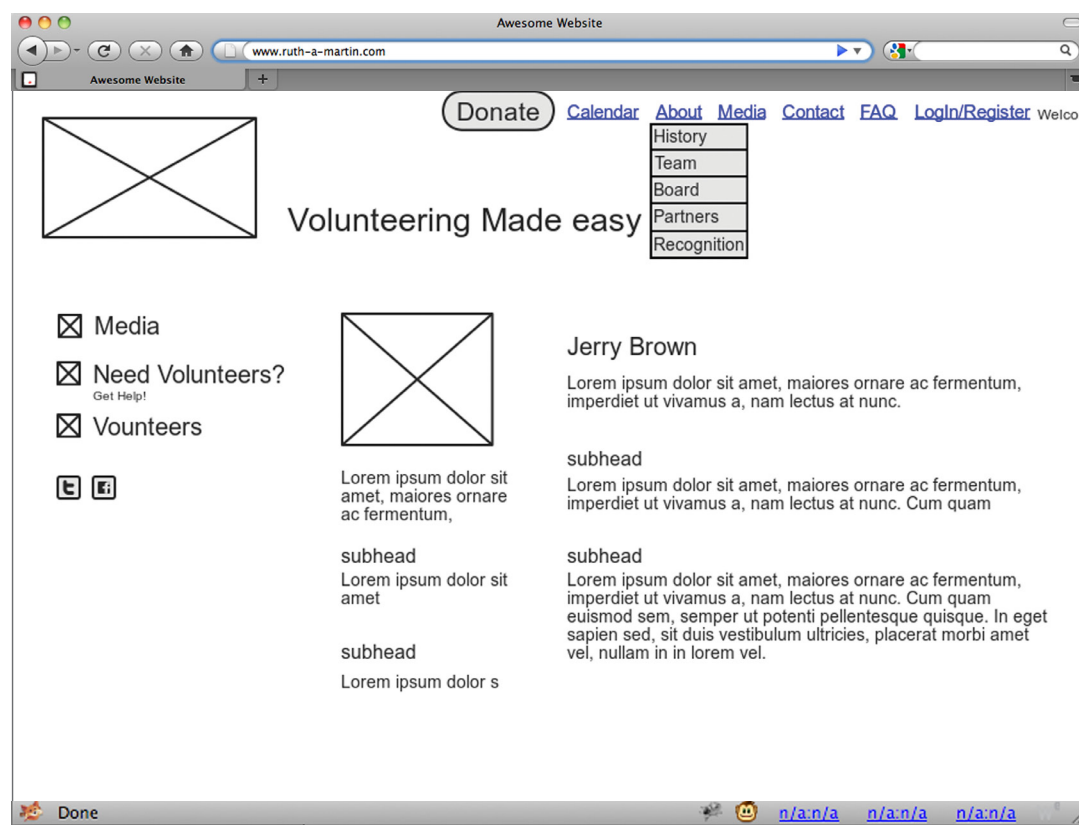 Awesome Website
www.ruth-a-martin.com
Awesome Website
+
Donate Calendar About Media Contact FAQ LogIn/Register Welco
History
Team
Board
Partners
Recognition
Volunteering Made easy
Media
Need Volunteers?
Get Help!
Vounteers
Lorem ipsum dolor sit
amet, maiores ornare
ac fermentum,
subhead
Lorem ipsum dolor sit
amet
subhead
Lorem ipsum dolor s
Jerry Brown
Lorem ipsum dolor sit amet, maiores ornare ac fermentum,
imperdiet ut vivamus a, nam lectus at nunc.
subhead
Lorem ipsum dolor sit amet, maiores ornare ac fermentum,
imperdiet ut vivamus a, nam lectus at nunc. Cum quam
subhead
Lorem ipsum dolor sit amet, maiores ornare ac fermentum,
imperdiet ut vivamus a, nam lectus at nunc. Cum quam
euismod sem, semper ut potenti pellentesque quisque. In eget
sapien sed, sit duis vestibulum ultricies, placerat morbi amet
vel, nullam in in lorem vel.
Done n/a:n/a n/a:n/a n/a:n/a